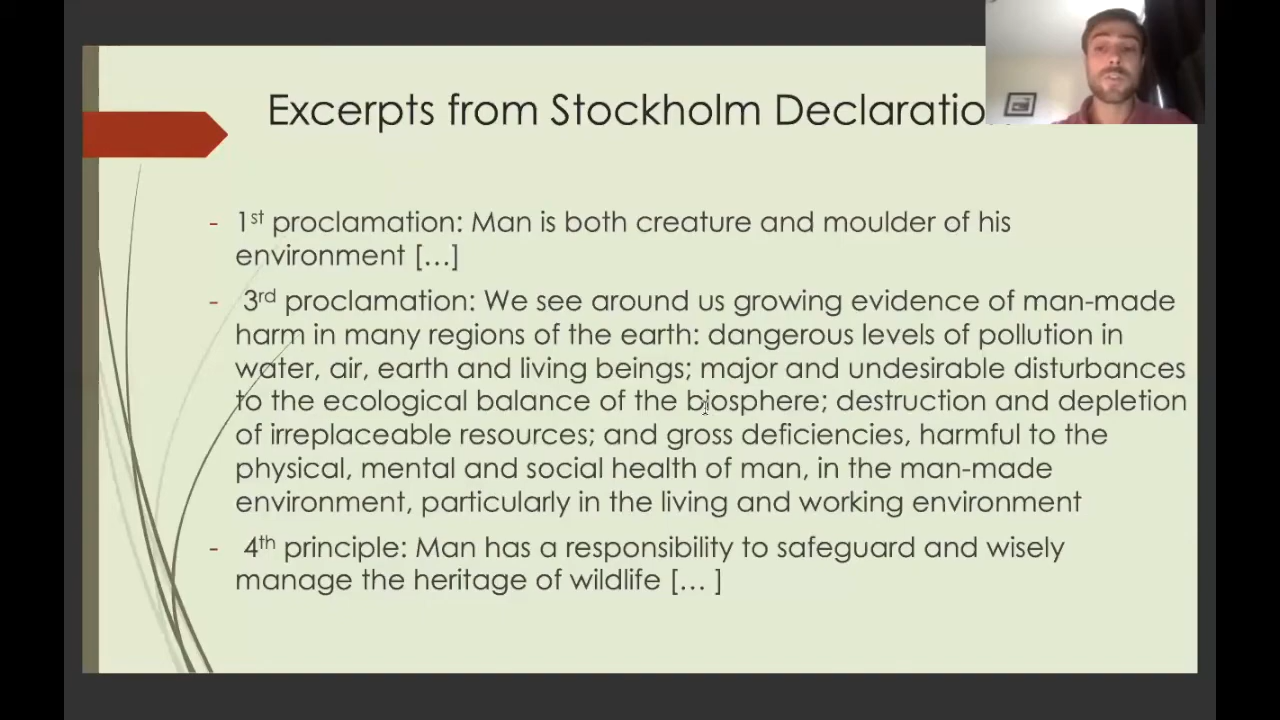 Excerpts from Stockholm Declaration
- 1st proclamation: Man is both creature and moulder of his
environment […]
- 3rd proclamation: We see around us growing evidence of man-made
harm in many regions of the earth: dangerous levels of pollution in
water, air, earth and living beings; major and undesirable disturbances
to the ecological balance of the biosphere; destruction and depletion
of irreplaceable resources; and gross deficiencies, harmful to the
physical, mental and social health of man, in the man-made
environment, particularly in the living and working environment
- 4th principle: Man has a responsibility to safeguard and wisely
manage the heritage of wildlife [… ]